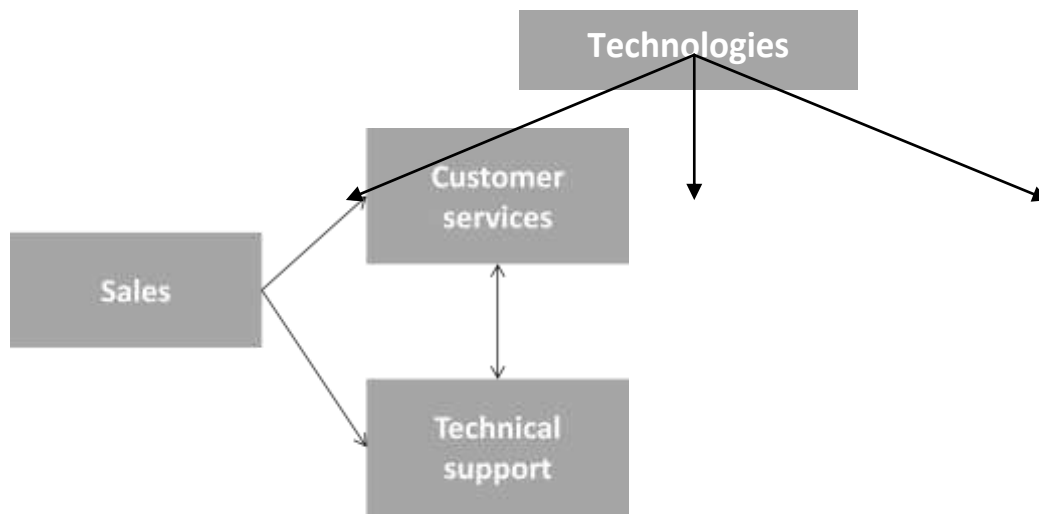 Technologies
Customer
services
Sales
Technical
support